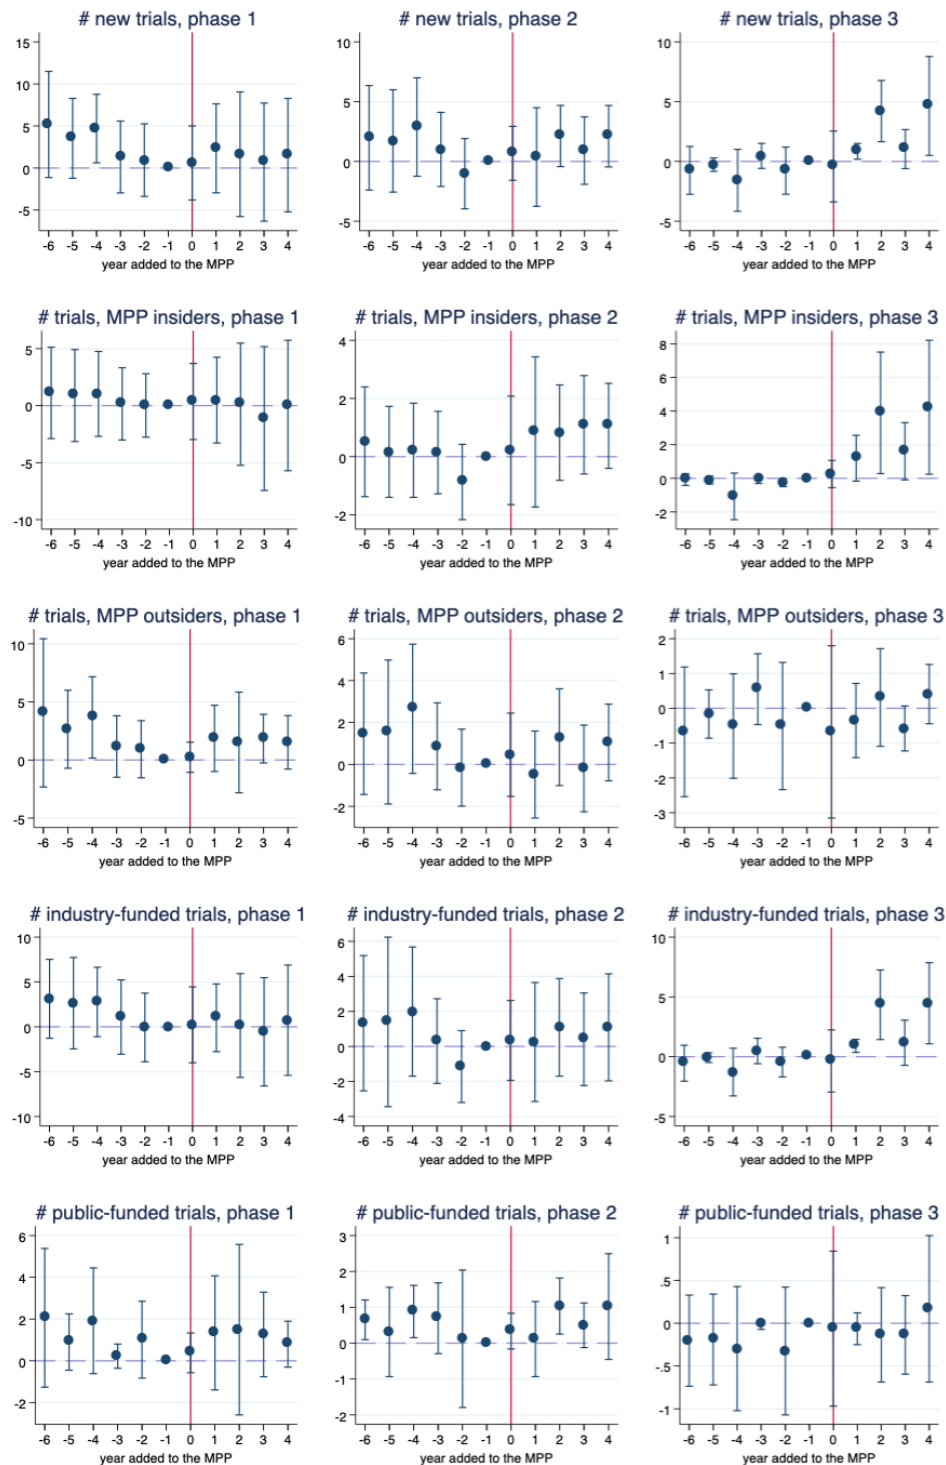 # new trials, phase 1
15
10
5
0
-5
-6 -5 -4 -3 -2 -1 0 1 2 3 4
year added to the MPP
# new trials, phase 2
10
5
0
-5
-6 -5 -4 -3 -2 -1 0 1 2 3 4
year added to the MPP
# new trials, phase 3
10
5
0
-5
-6 -5 -4 -3 -2 -1 0 1 2 3 4
year added to the MPP
# trials, MPP insiders, phase 1
5
0
-5
-10
-6 -5 -4 -3 -2 -1 0 1 2 3 4
year added to the MPP
# trials, MPP insiders, phase 2
4
2
0
-2
-6 -5 -4 -3 -2 -1 0 1 2 3 4
year added to the MPP
# trials, MPP insiders, phase 3
8
6
4
2
0
-2
-6 -5 -4 -3 -2 -1 0 1 2 3 4
year added to the MPP
# trials, MPP outsiders, phase 1
10
5
0
-5
-6 -5 -4 -3 -2 -1 0 1 2 3 4
year added to the MPP
# trials, MPP outsiders, phase 2
6
4
2
0
-2
-6 -5 -4 -3 -2 -1 0 1 2 3 4
year added to the MPP
# trials, MPP outsiders, phase 3
2
1
0
-1
-2
-3
-6 -5 -4 -3 -2 -1 0 1 2 3 4
year added to the MPP
# industry-funded trials, phase 1
10
5
0
-5
-10
-6 -5 -4 -3 -2 -1 0 1 2 3 4
year added to the MPP
# industry-funded trials, phase 2
6
4
2
0
-2
-4
-6 -5 -4 -3 -2 -1 0 1 2 3 4
year added to the MPP
# industry-funded trials, phase 3
10
5
0
-5
-6 -5 -4 -3 -2 -1 0 1 2 3 4
year added to the MPP
# public-funded trials, phase 1
6
4
2
0
-2
-6 -5 -4 -3 -2 -1 0 1 2 3 4
year added to the MPP
# public-funded trials, phase 2
3
2
1
0
-1
-2
-6 -5 -4 -3 -2 -1 0 1 2 3 4
year added to the MPP
# public-funded trials, phase 3
1
.5
0
-.5
-1
-6 -5 -4 -3 -2 -1 0 1 2 3 4
year added to the MPP